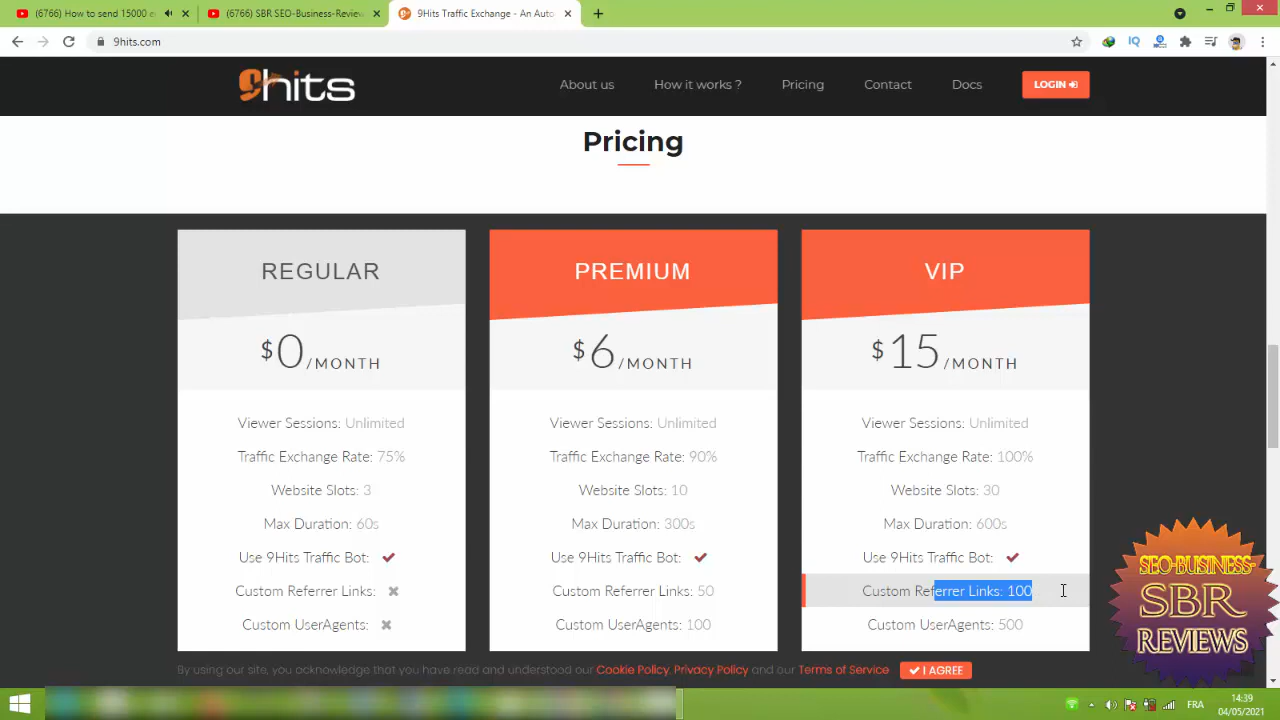 (6766) How to send 15000 e
(6766) SBR SEO-Business-Review
9Hits Traffic Exchange - An Auto
9hits.com
9hits
About us
How it works ?
Pricing
Contact
Docs
LOGIN
Pricing
REGULAR
$0/MONTH
Viewer Sessions: Unlimited
Traffic Exchange Rate: 75%
Website Slots: 3
Max Duration: 60s
Use 9Hits Traffic Bot:
Custom Referrer Links:
Custom UserAgents:
PREMIUM
$6/MONTH
Viewer Sessions: Unlimited
Traffic Exchange Rate: 90%
Website Slots: 10
Max Duration: 300s
Use 9Hits Traffic Bot:
Custom Referrer Links: 50
Custom UserAgents: 100
VIP
$15/MONTH
Viewer Sessions: Unlimited
Traffic Exchange Rate: 100%
Website Slots: 30
Max Duration: 600s
Use 9Hits Traffic Bot:
Custom Referrer Links: 100
Custom UserAgents: 500
SEO-BUSINESS-
SBR
REVIEWS
By using our site, you acknowledge that you have read and understood our Cookie Policy, Privacy Policy and our Terms of Service
I AGREE
FRA
14:39
04/05/2021